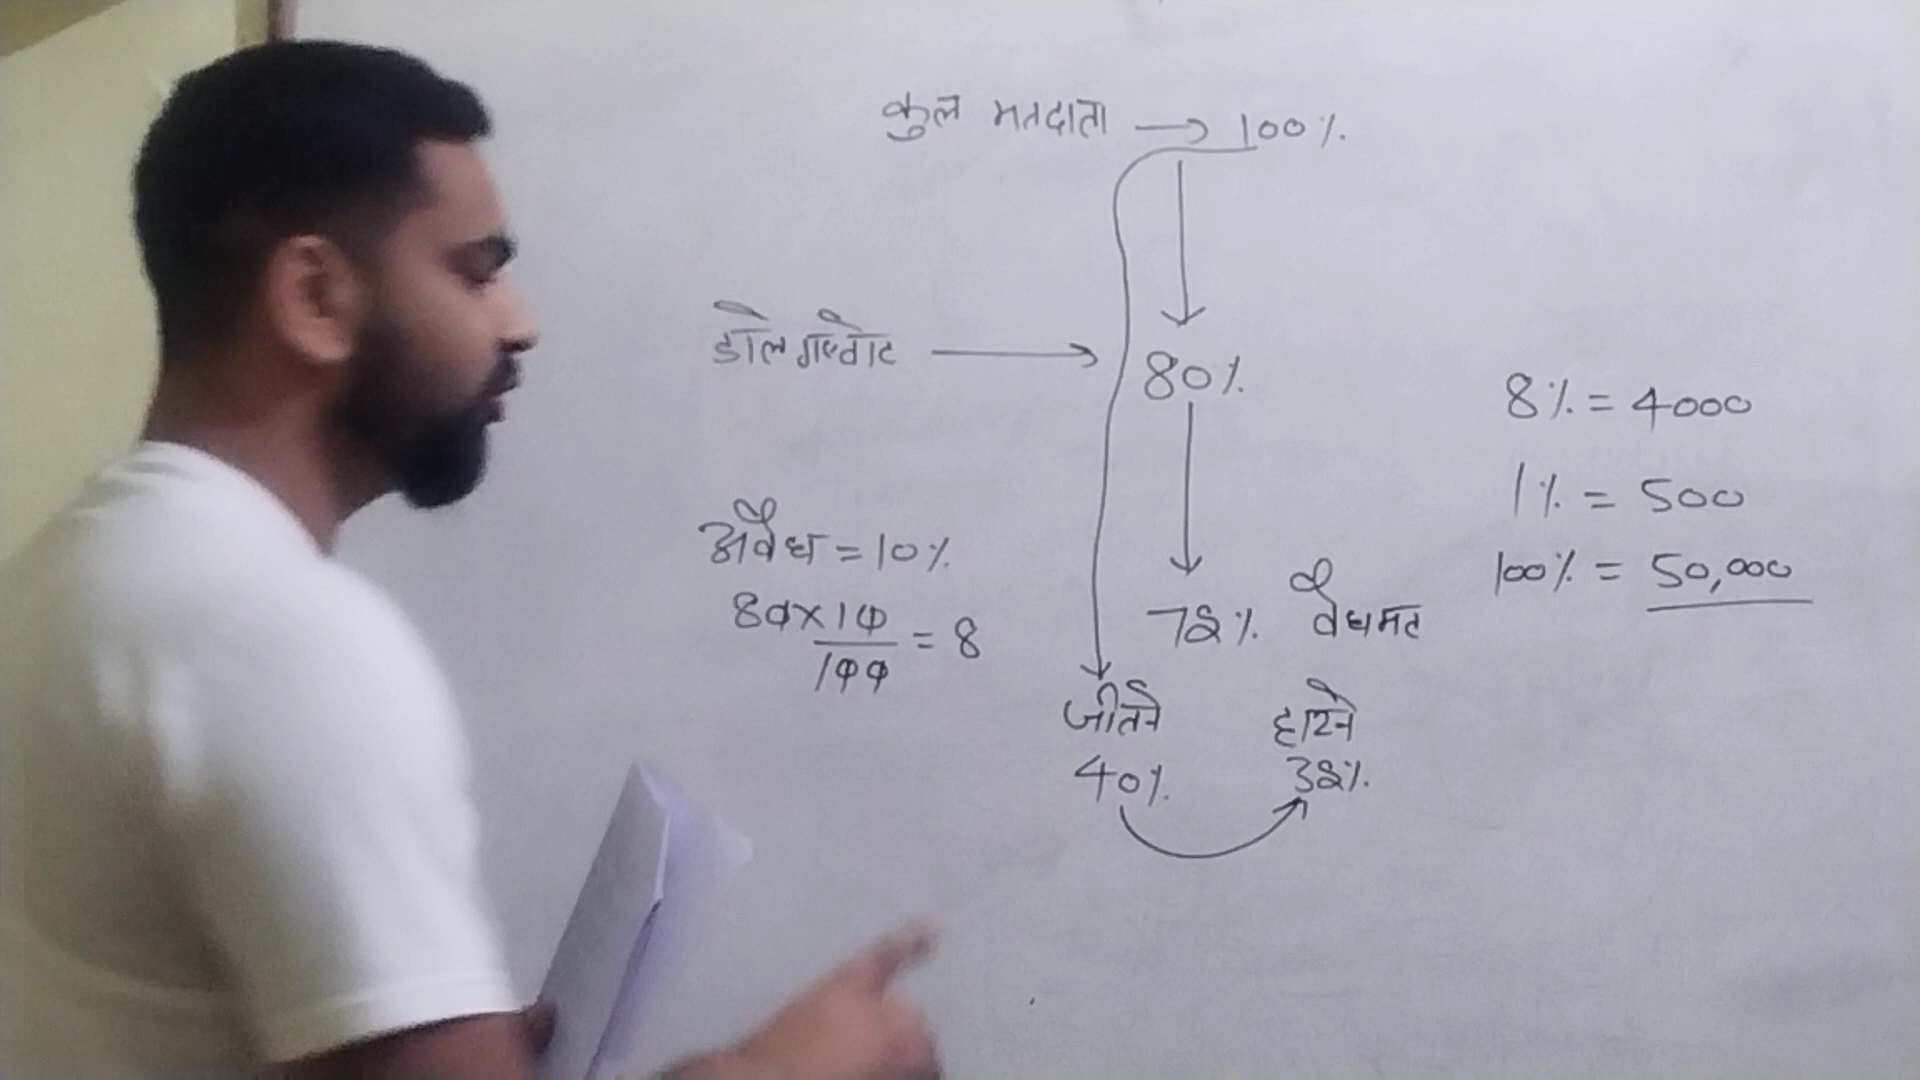 कुल मतदाता → 100%
डाले गए वोट → 80%
अवैध = 10%
80 × 10 / 100 = 8
72% वैधमत
जीतने हारने
40% 32%
8% = 4000
1% = 500
100% = 50,000